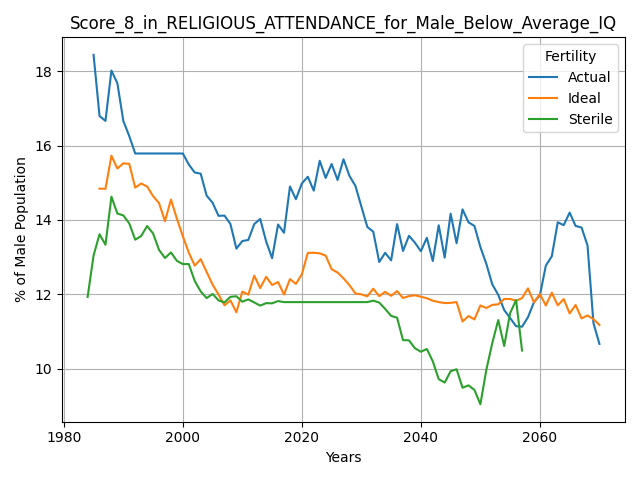 Score_8_in_RELIGIOUS_ATTENDANCE_for_Male_Below_Average_IQ
Fertility
Actual
Ideal
Sterile
% of Male Population
18
16
14
12
10
1980
2000
2020
2040
2060
Years